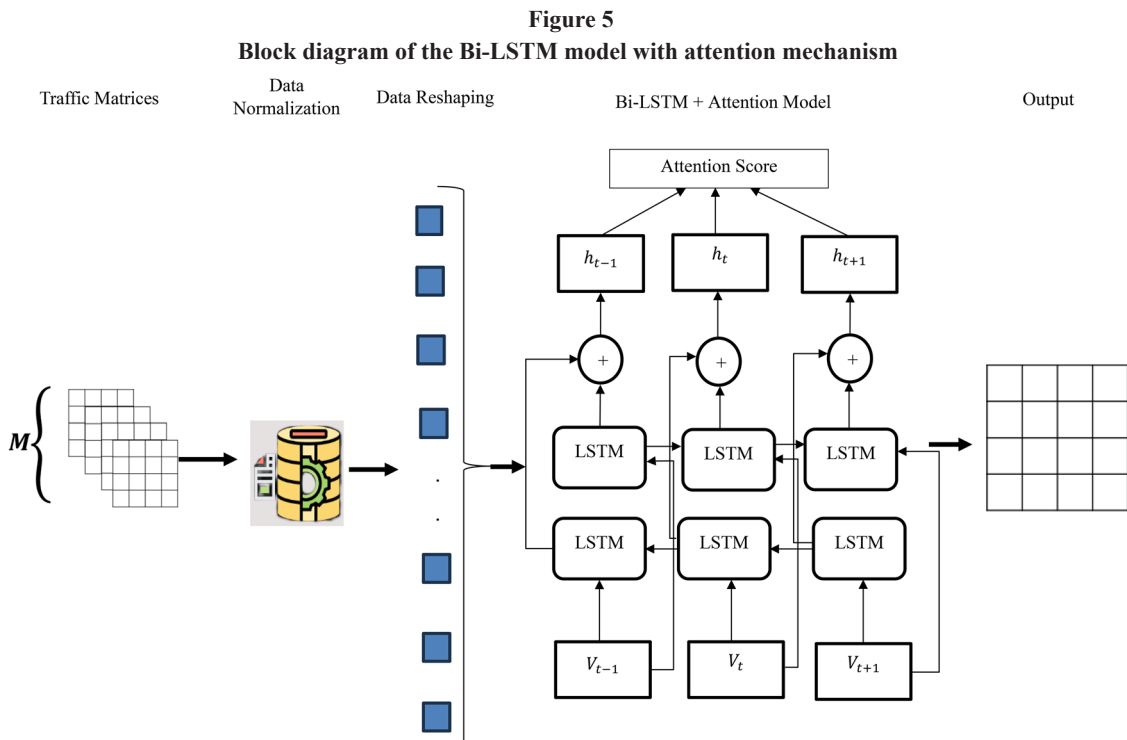 Figure 5
Block diagram of the Bi-LSTM model with attention mechanism
Traffic Matrices
Data
Normalization
Data Reshaping
Bi-LSTM + Attention Model
Output
Attention Score
h_{t-1}
h_t
h_{t+1}
+
+
+
M
LSTM
LSTM
LSTM
.
.
LSTM
LSTM
LSTM
V_{t-1}
V_t
V_{t+1}